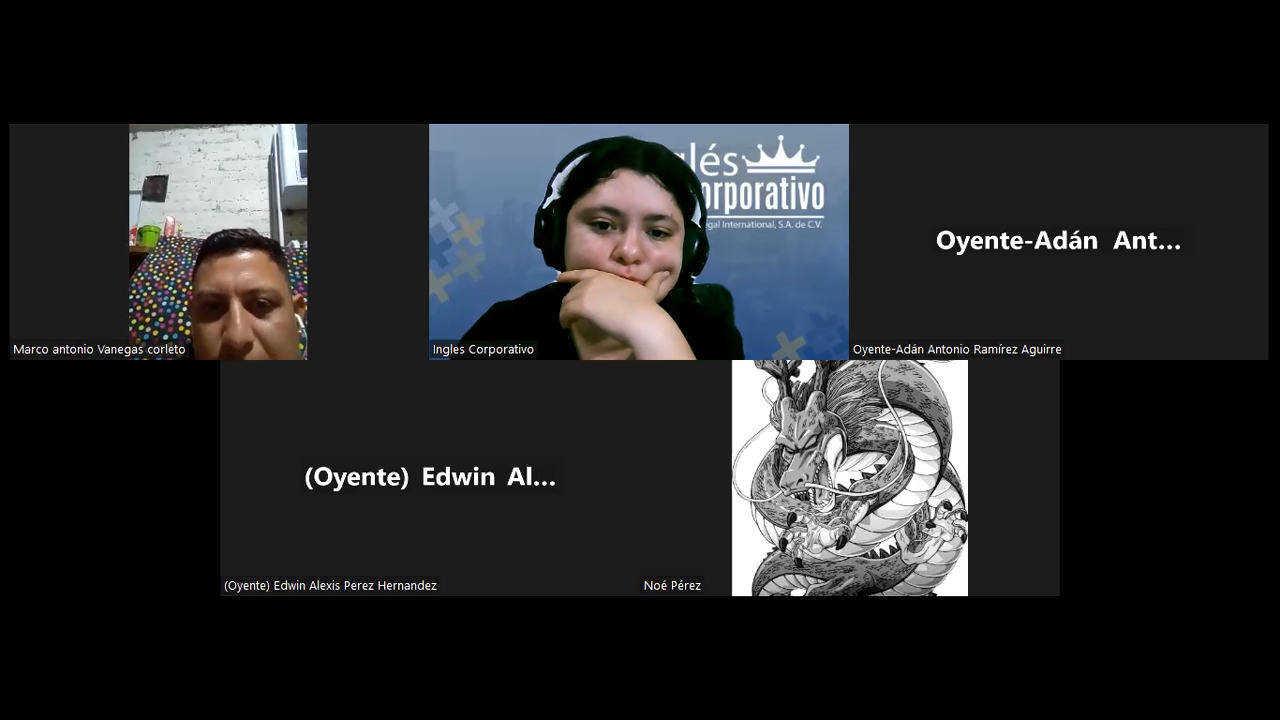 glés
orporativo
egal International, S.A. de C.V.
Oyente-Adán Ant...
Marco antonio Vanegas corleto
Ingles Corporativo
Oyente-Adán Antonio Ramírez Aguirre
(Oyente) Edwin Al...
(Oyente) Edwin Alexis Perez Hernandez
Noé Pérez